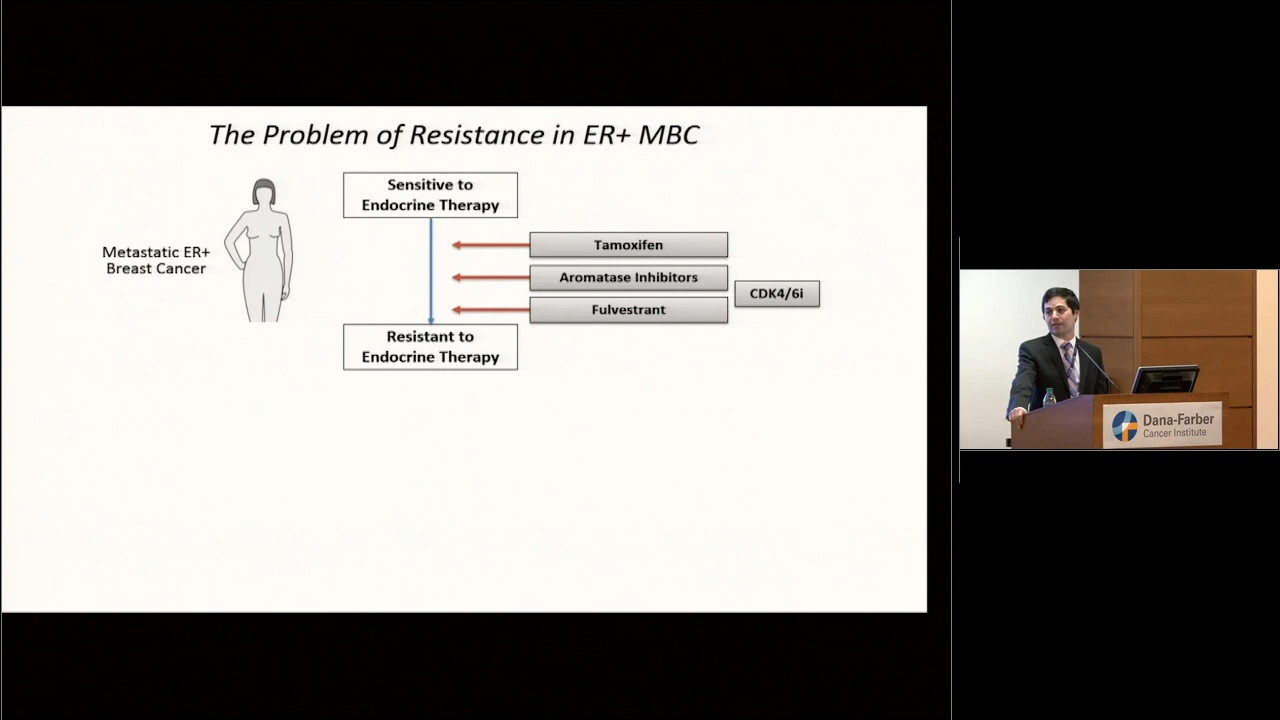 The Problem of Resistance in ER+ MBC
Sensitive to
Endocrine Therapy
Metastatic ER+
Breast Cancer
Tamoxifen
Aromatase Inhibitors
CDK4/6i
Fulvestrant
Resistant to
Endocrine Therapy
Dana-Farber
Cancer Institute